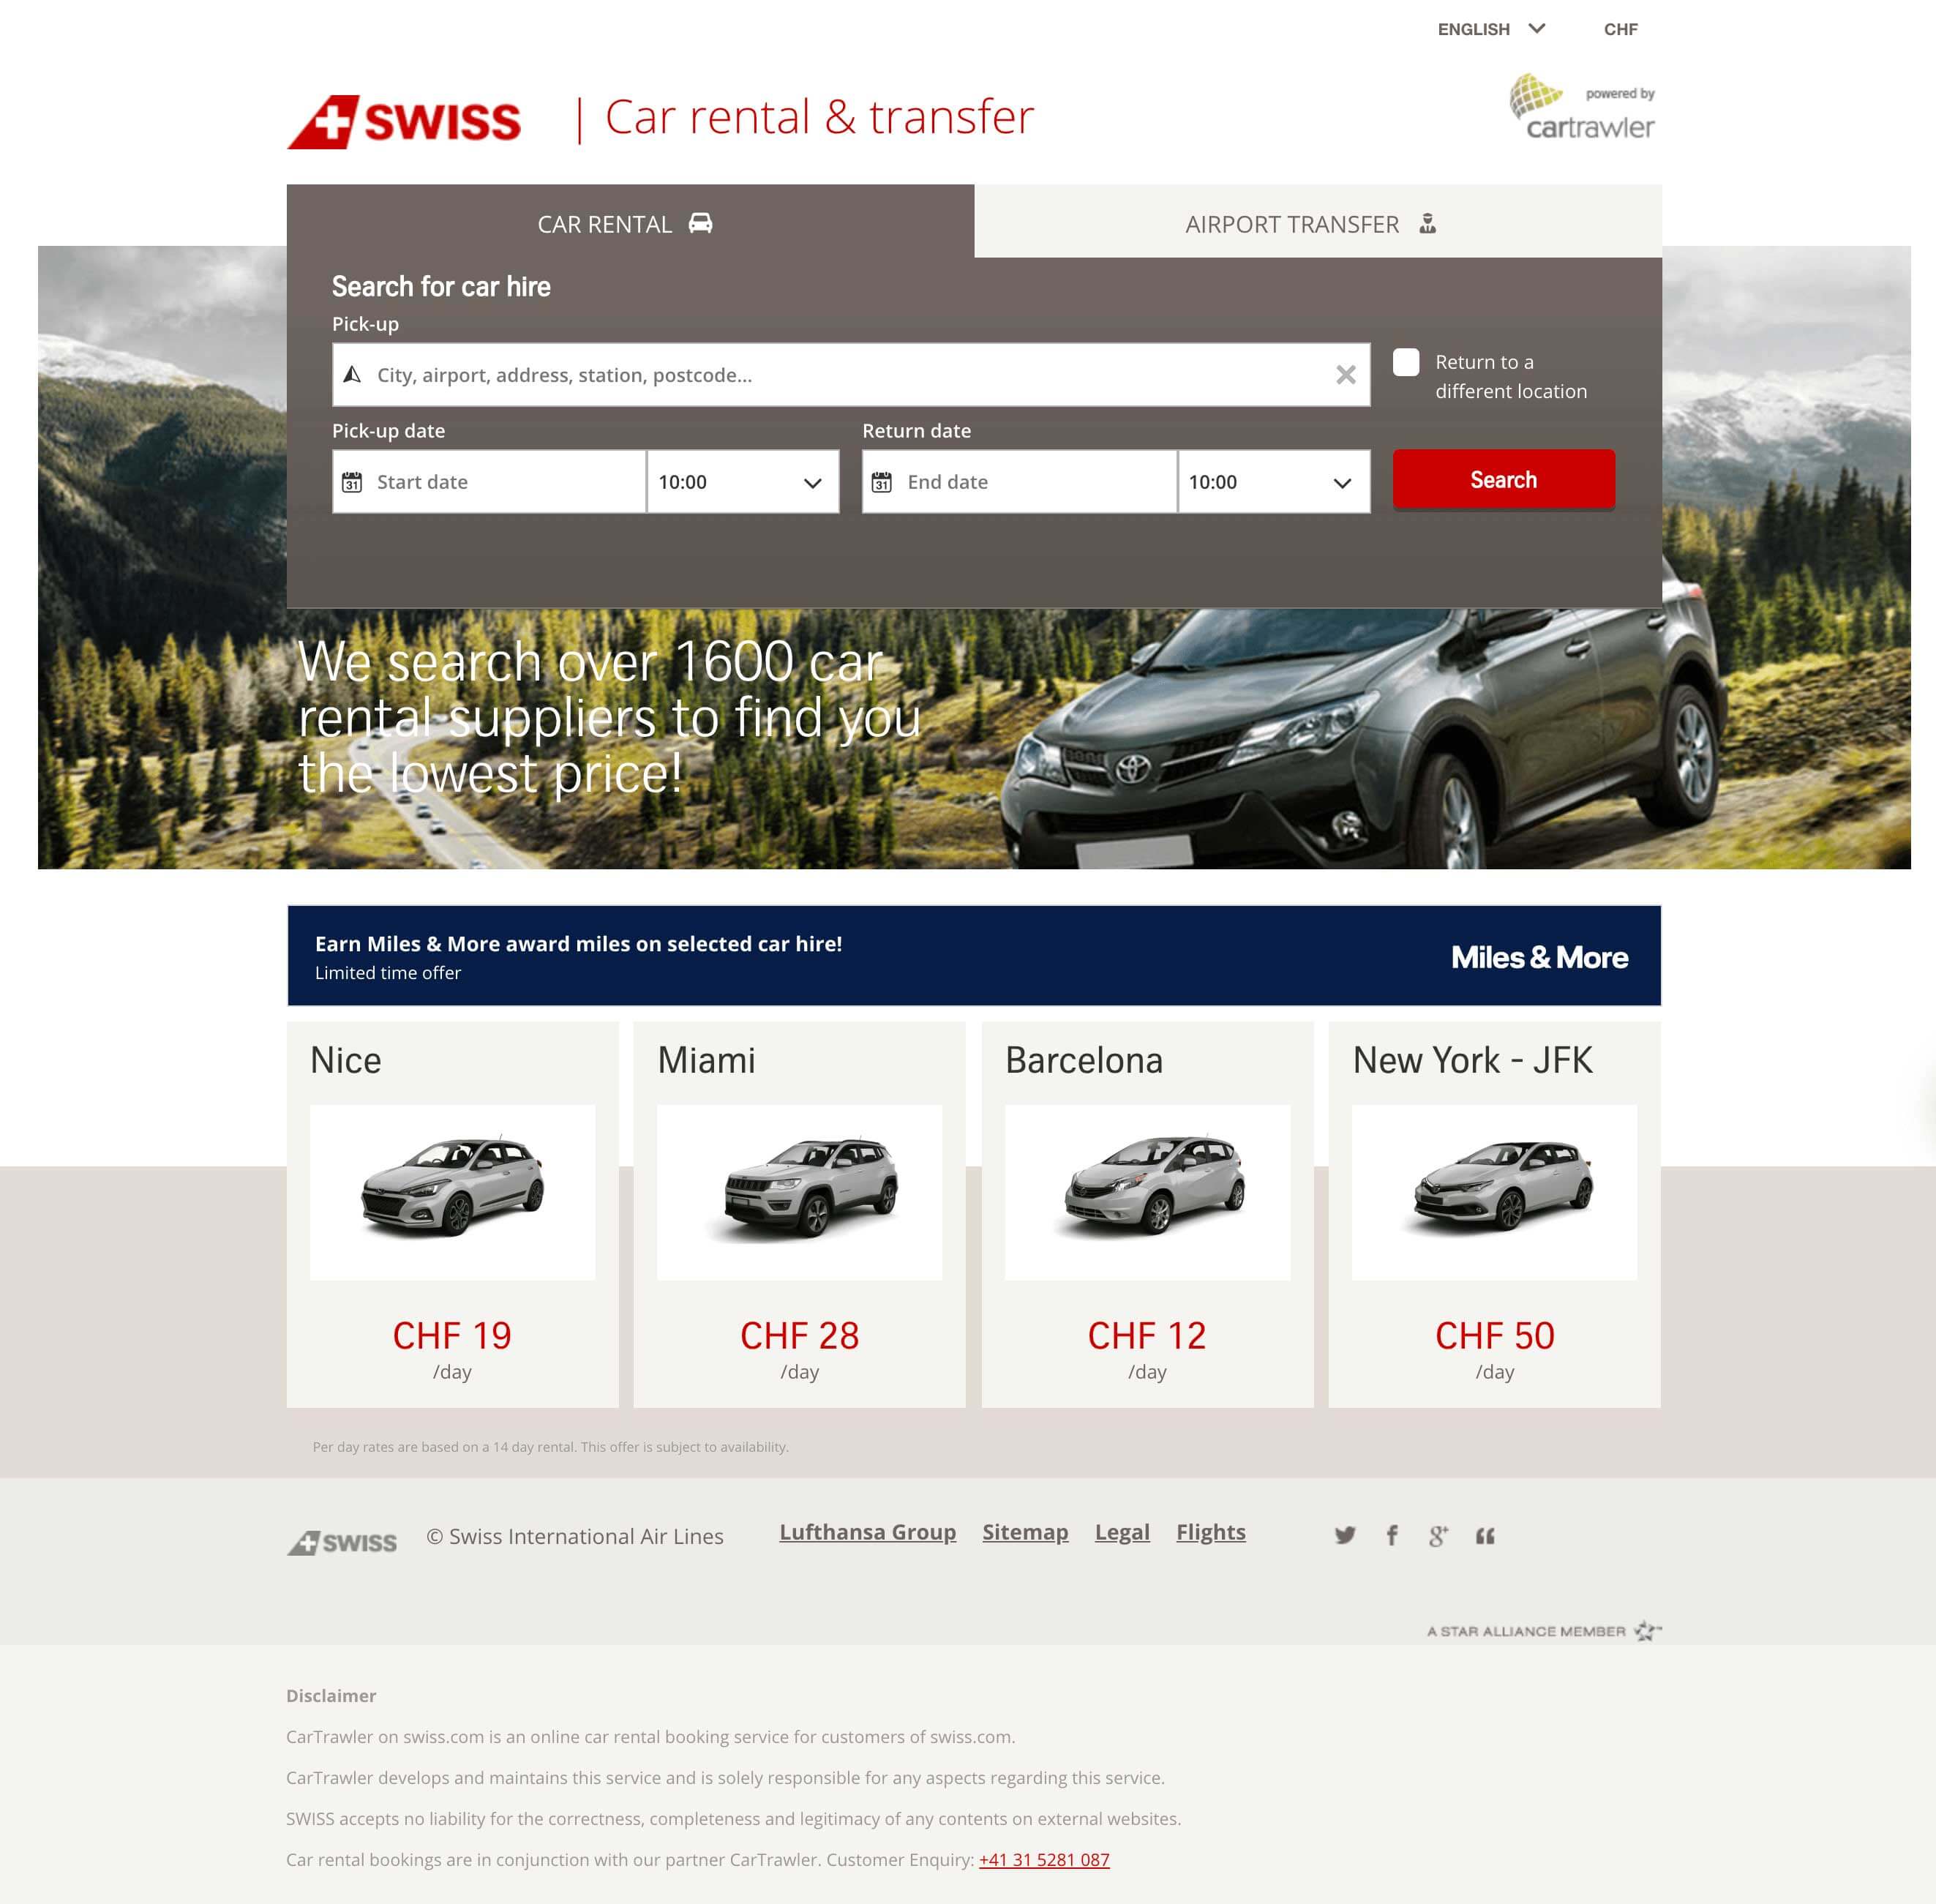 ENGLISH CHF
SWISS | Car rental & transfer
powered by
cartrawler
CAR RENTAL AIRPORT TRANSFER
Search for car hire
Pick-up
City, airport, address, station, postcode...
Return to a
different location
Pick-up date Return date
31 Start date 10:00 31 End date 10:00 Search
We search over 1600 car
rental suppliers to find you
the lowest price!
Earn Miles & More award miles on selected car hire!
Limited time offer
Miles & More
Nice Miami Barcelona New York - JFK
CHF 19 CHF 28 CHF 12 CHF 50
/day /day /day /day
Per day rates are based on a 14 day rental. This offer is subject to availability.
SWISS © Swiss International Air Lines Lufthansa Group Sitemap Legal Flights
A STAR ALLIANCE MEMBER
Disclaimer
CarTrawler on swiss.com is an online car rental booking service for customers of swiss.com.
CarTrawler develops and maintains this service and is solely responsible for any aspects regarding this service.
SWISS accepts no liability for the correctness, completeness and legitimacy of any contents on external websites.
Car rental bookings are in conjunction with our partner CarTrawler. Customer Enquiry: +41 31 5281 087